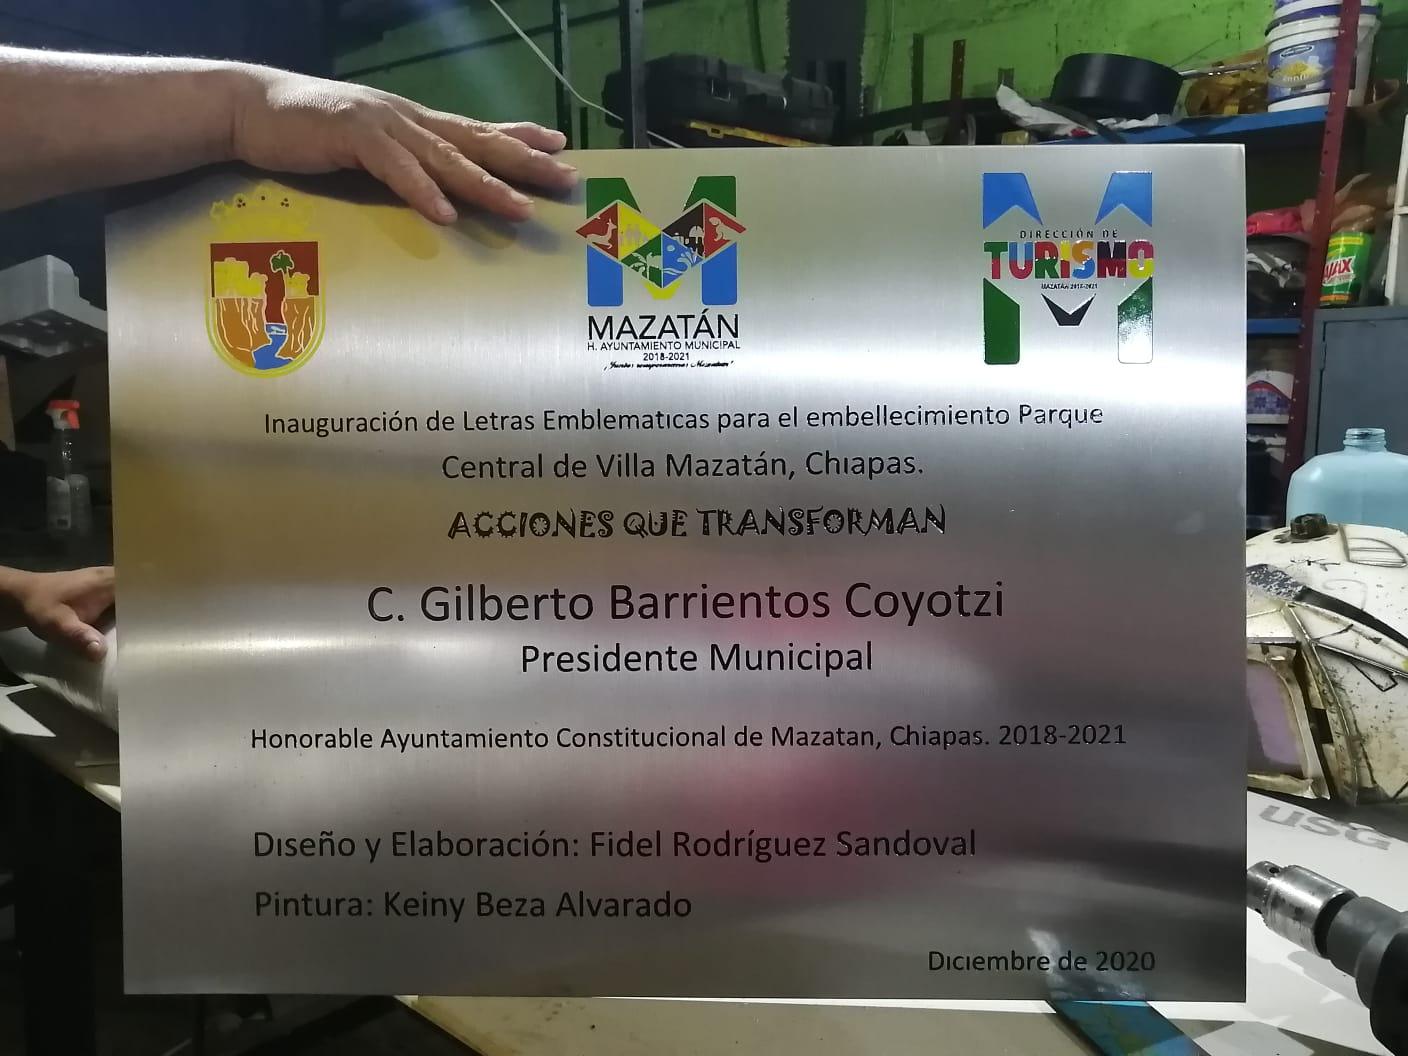 DIRECCIÓN DE
TURISMO
MAZATÁN 2018-2021
MAZATÁN
H. AYUNTAMIENTO MUNICIPAL
2018-2021
Inauguración de Letras Emblematicas para el embellecimiento Parque
Central de Villa Mazatán, Chiapas.
ACCIONES QUE TRANSFORMAN
C. Gilberto Barrientos Coyotzi
Presidente Municipal
Honorable Ayuntamiento Constitucional de Mazatan, Chiapas. 2018-2021
Diseño y Elaboración: Fidel Rodríguez Sandoval
Pintura: Keiny Beza Alvarado
Diciembre de 2020
AJAX
USG